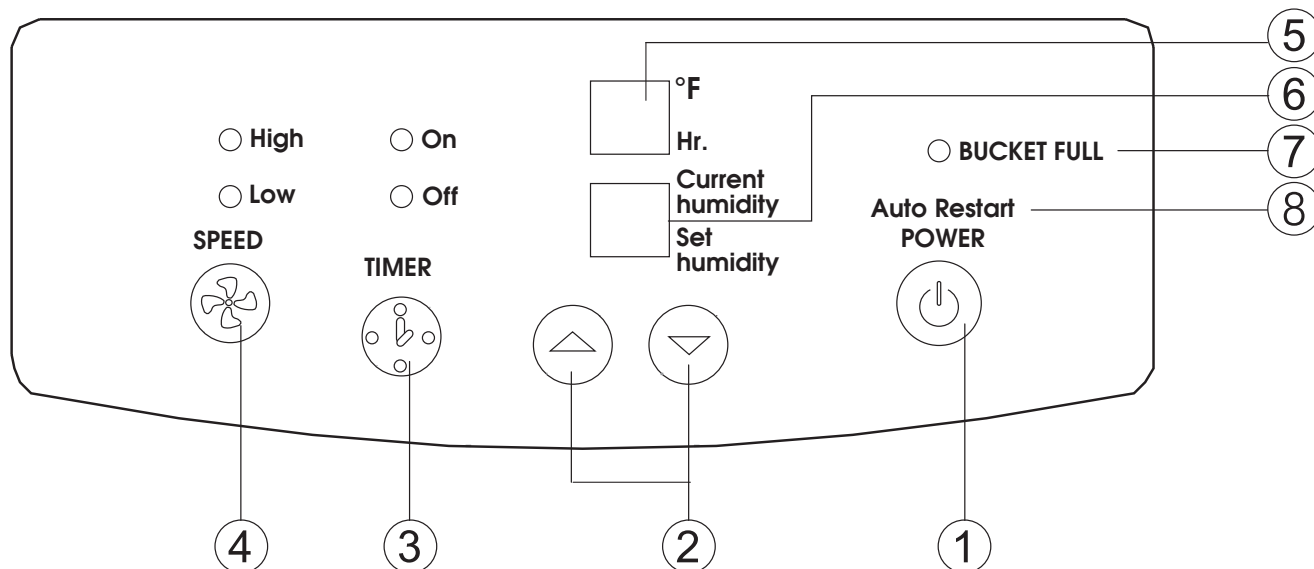 5
°F
6
High
On
Hr.
BUCKET FULL
7
Low
Off
Current
humidity
Auto Restart
8
SPEED
Set
humidity
POWER
TIMER
4
3
2
1